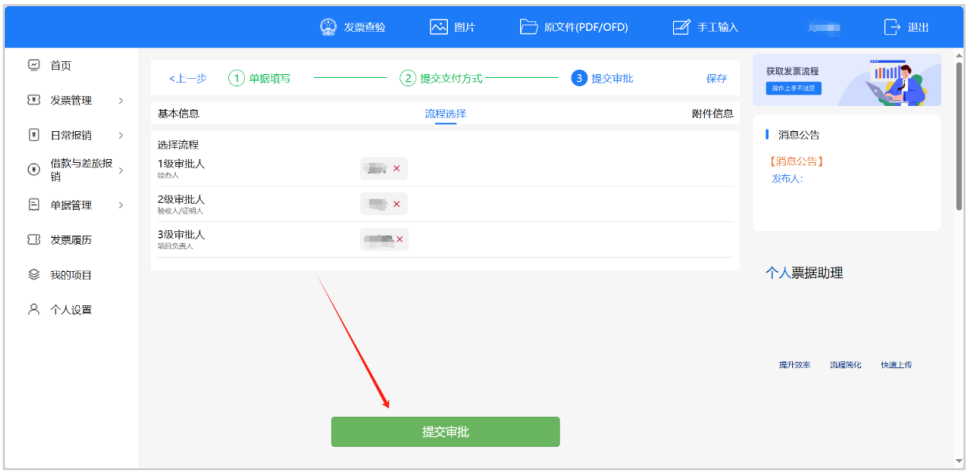 发票查验 图片 原文件(PDF/OFD) 手工输入 退出
首页
发票管理
日常报销
借款与差旅报
销
单据管理
发票履历
我的项目
个人设置
<上一步 1 单据填写 2 提交支付方式 3 提交审批 保存
基本信息 流程选择 附件信息
选择流程
1级审批人
经办人
2级审批人
验收人/证明人
3级审批人
项目负责人
提交审批
获取发票流程
操作上手不迷茫
消息公告
【消息公告】
发布人:
个人票据助理
提升效率 流程简化 快速上传